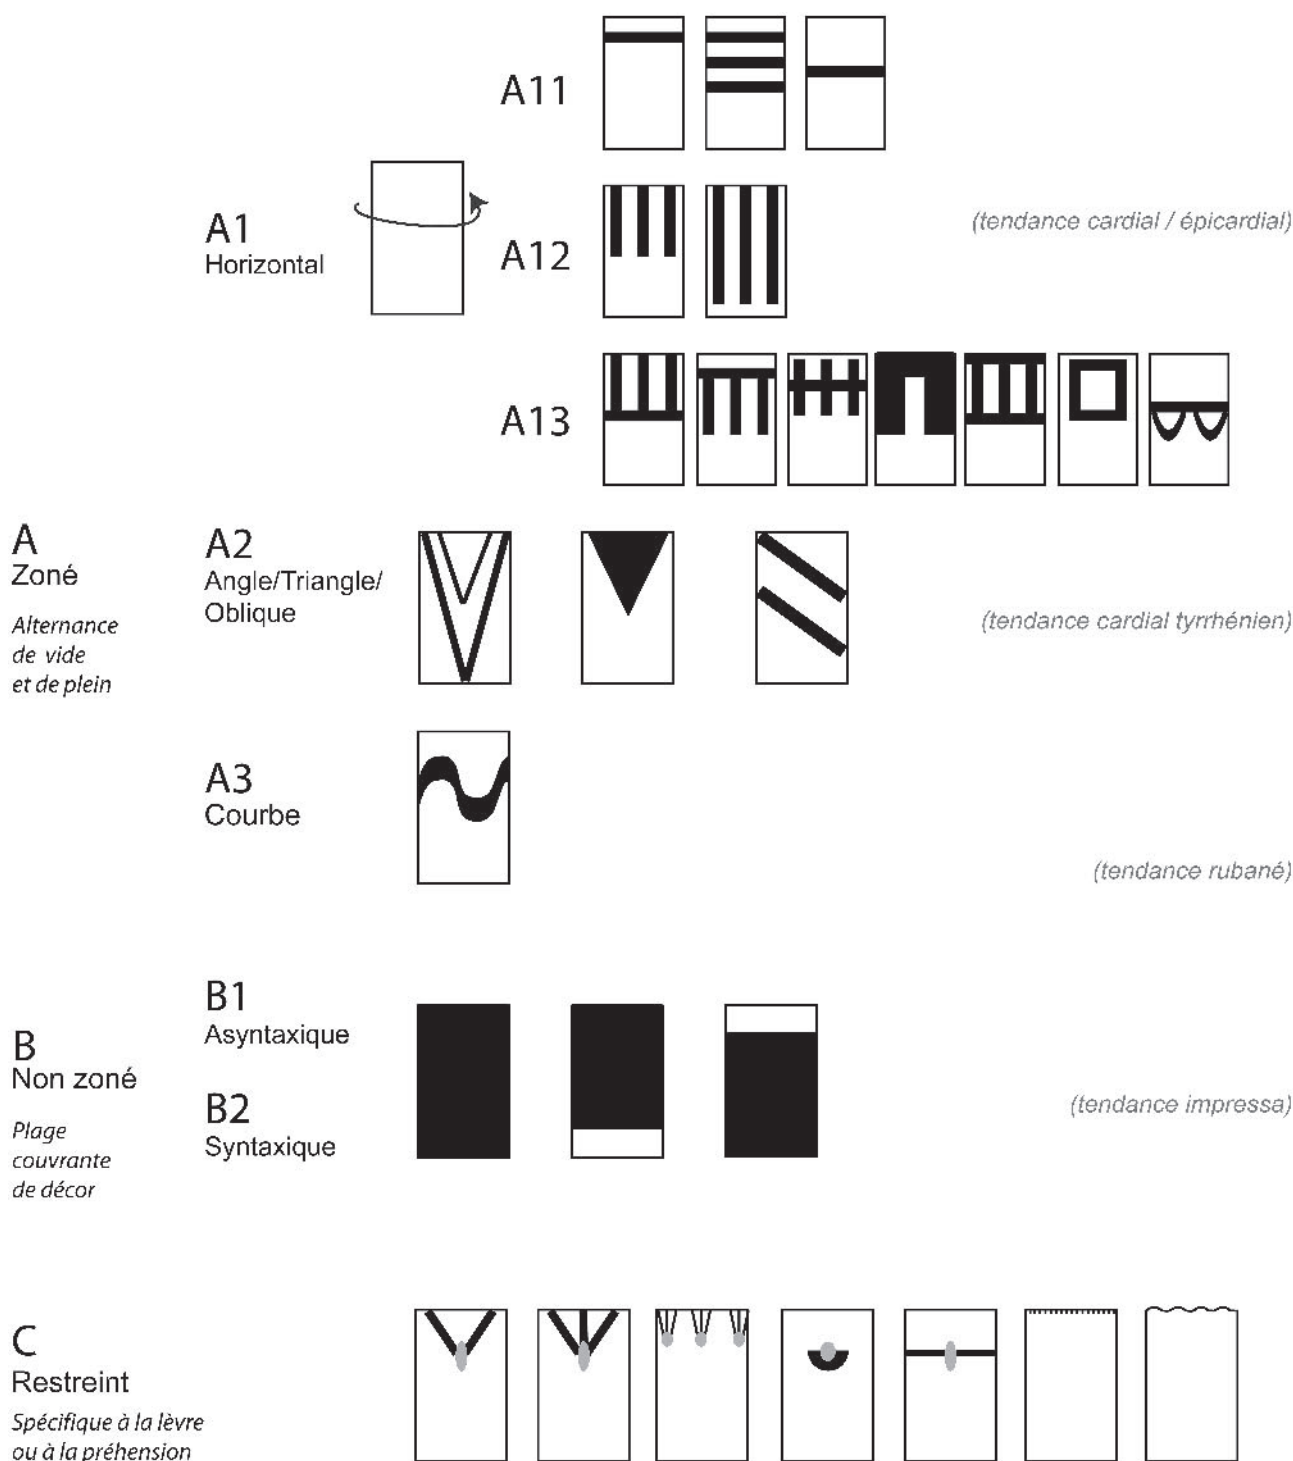 A11
A1
Horizontal
A12
(tendance cardial / épicardial)
A13
A
Zoné
Alternance
de vide
et de plein
A2
Angle/Triangle/
Oblique
(tendance cardial tyrrhénien)
A3
Courbe
(tendance rubané)
B
Non zoné
Plage
couvrante
de décor
B1
Asyntaxique
B2
Syntaxique
(tendance impressa)
C
Restreint
Spécifique à la lèvre
ou à la préhension